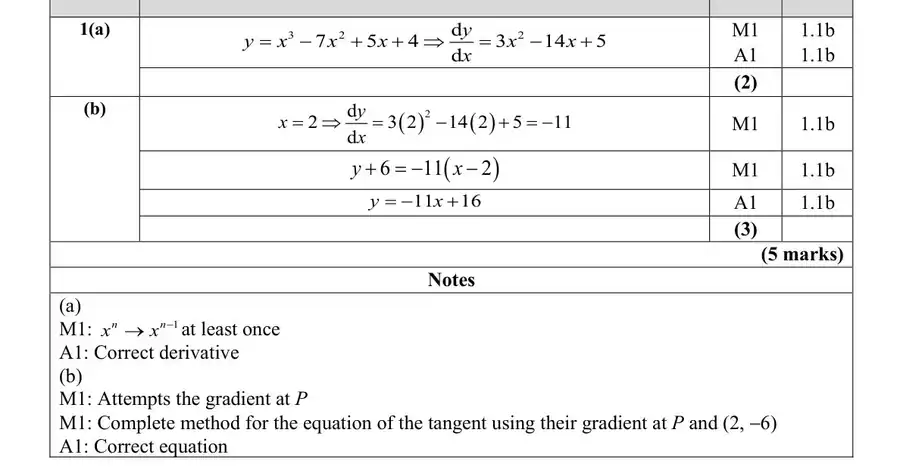 1(a) y = x³ − 7x² + 5x + 4 ⇒ dy/dx = 3x² − 14x + 5 M1 1.1b
A1 1.1b
(2)
(b) x = 2 ⇒ dy/dx = 3(2)² − 14(2) + 5 = −11 M1 1.1b
y + 6 = −11(x − 2) M1 1.1b
y = −11x + 16 A1 1.1b
(3)
(5 marks)
Notes
(a)
M1: xⁿ → xⁿ⁻¹ at least once
A1: Correct derivative
(b)
M1: Attempts the gradient at P
M1: Complete method for the equation of the tangent using their gradient at P and (2, −6)
A1: Correct equation